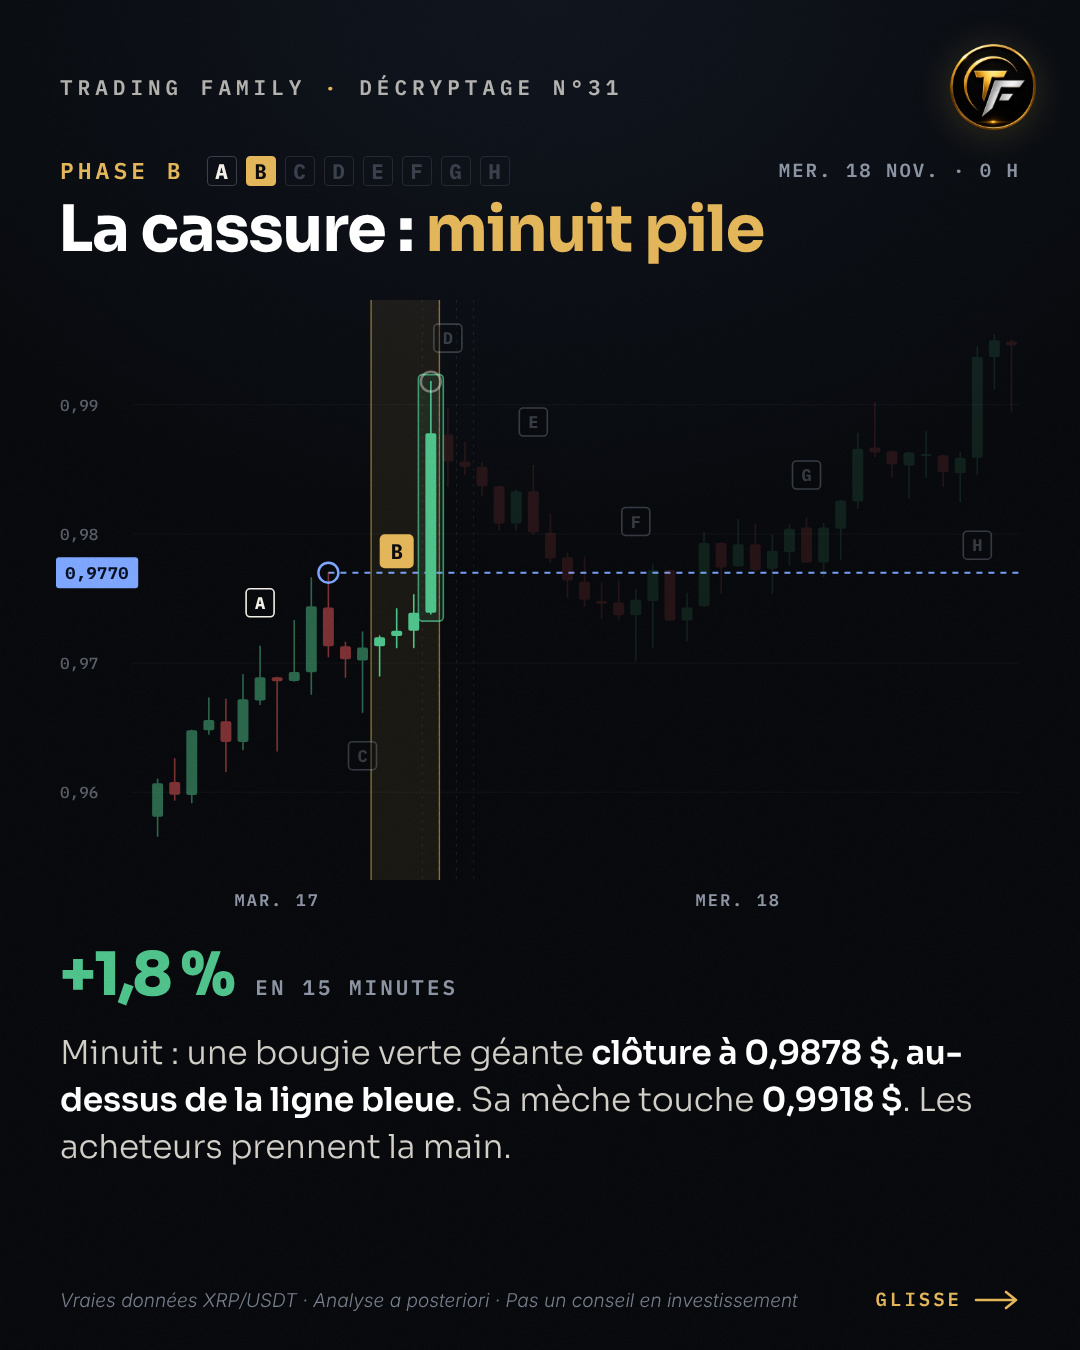 TRADING FAMILY · DÉCRYPTAGE N°31
TF
PHASE B A B C D E F G H
MER. 18 NOV. · 0 H
La cassure : minuit pile
D
0,99
E
G
F
0,98
B
H
0,9770
A
0,97
C
0,96
MAR. 17
MER. 18
+1,8 % EN 15 MINUTES
Minuit : une bougie verte géante clôture à 0,9878 $, au-
dessus de la ligne bleue. Sa mèche touche 0,9918 $. Les
acheteurs prennent la main.
Vraies données XRP/USDT · Analyse a posteriori · Pas un conseil en investissement
GLISSE →